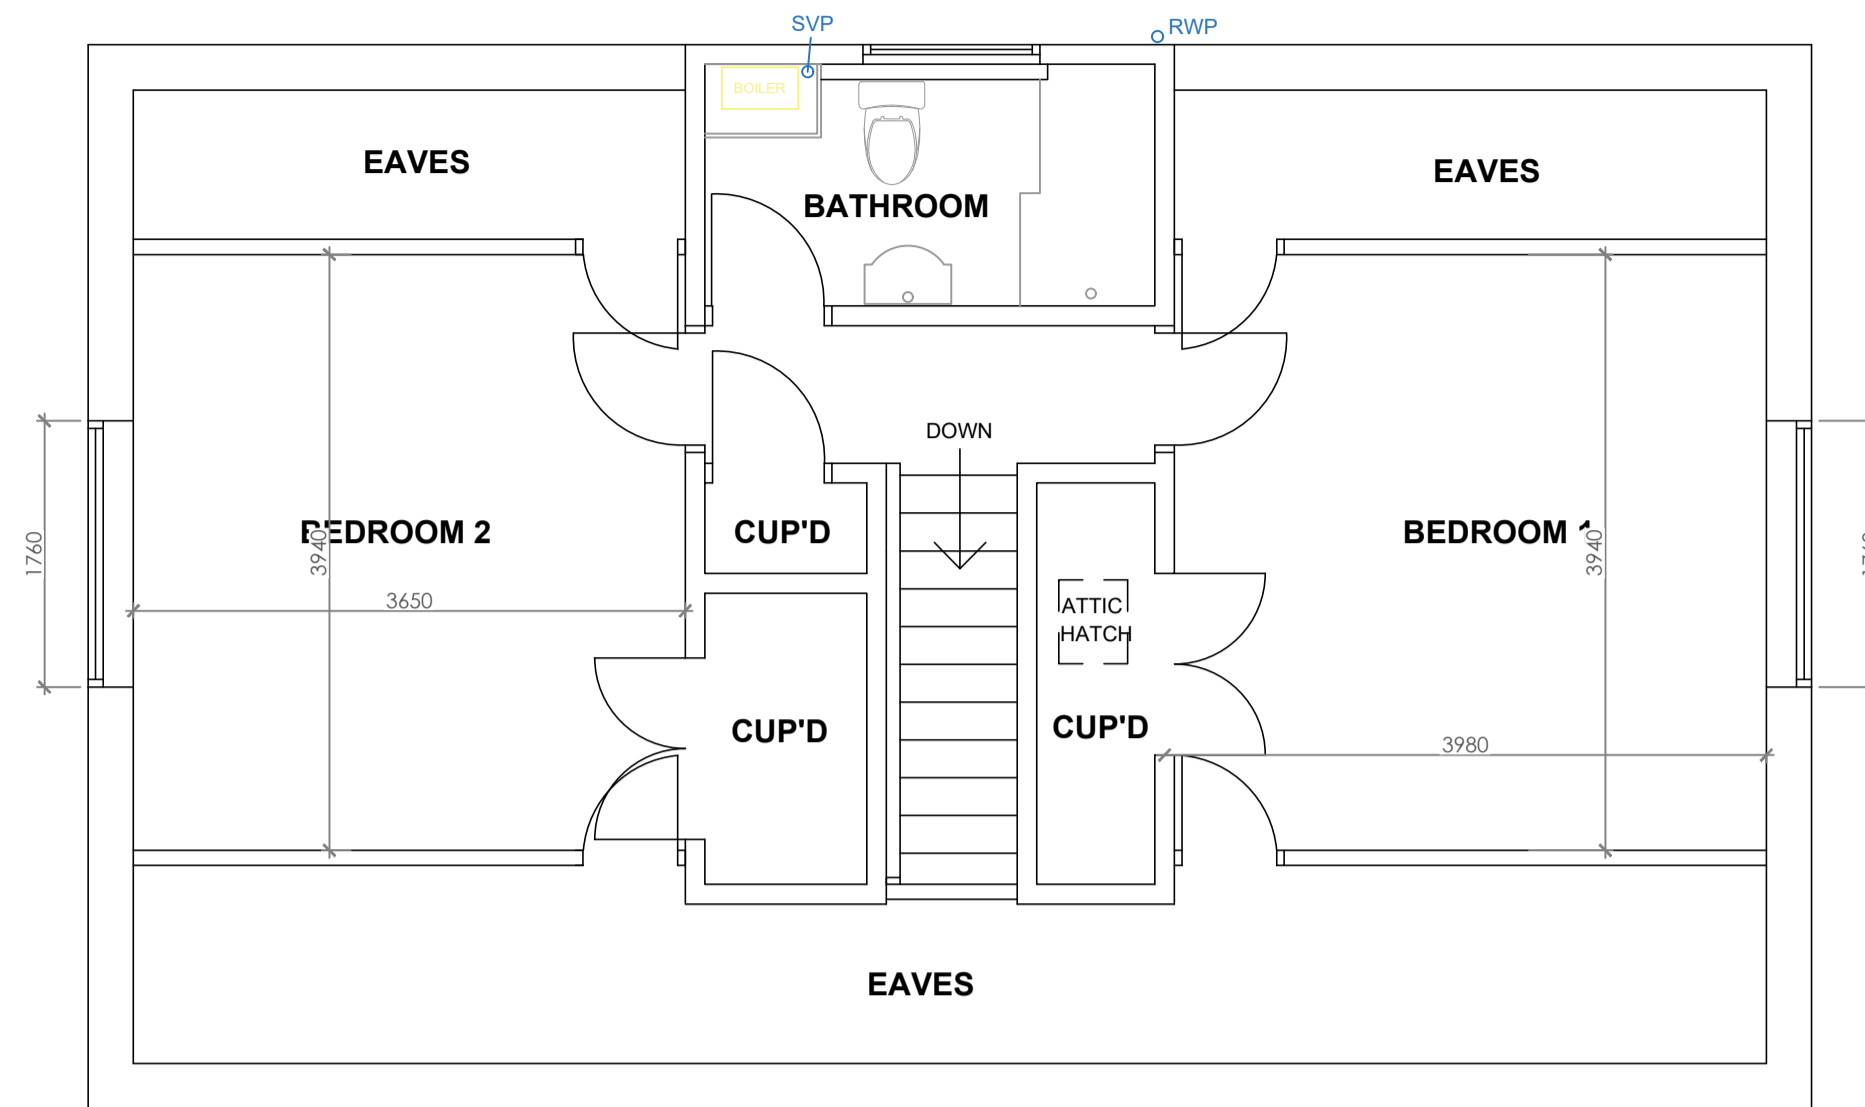 SVP
RWP
BOILER
EAVES
EAVES
BATHROOM
DOWN
BEDROOM 2
CUP'D
BEDROOM 1
1760
3940
3940
1760
3650
ATTIC
HATCH
CUP'D
CUP'D
3980
EAVES